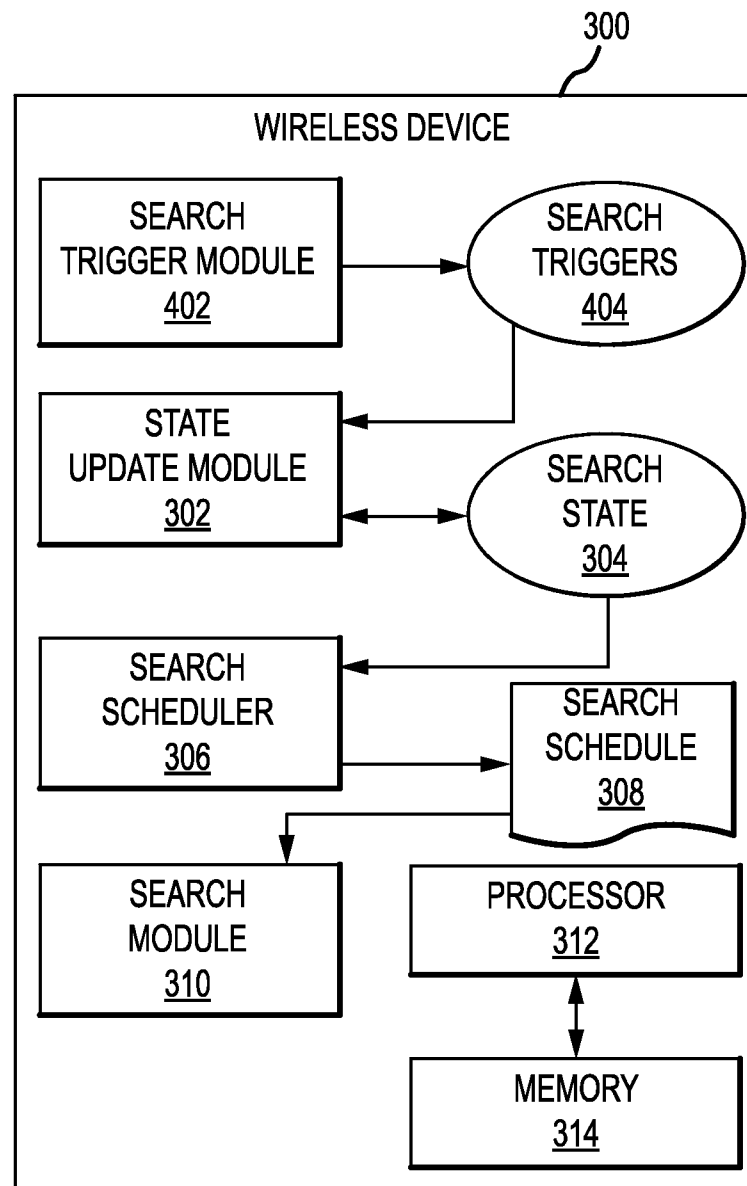 300
WIRELESS DEVICE
SEARCH
TRIGGER MODULE
402
SEARCH
TRIGGERS
404
STATE
UPDATE MODULE
302
SEARCH
STATE
304
SEARCH
SCHEDULER
306
SEARCH
SCHEDULE
308
SEARCH
MODULE
310
PROCESSOR
312
MEMORY
314